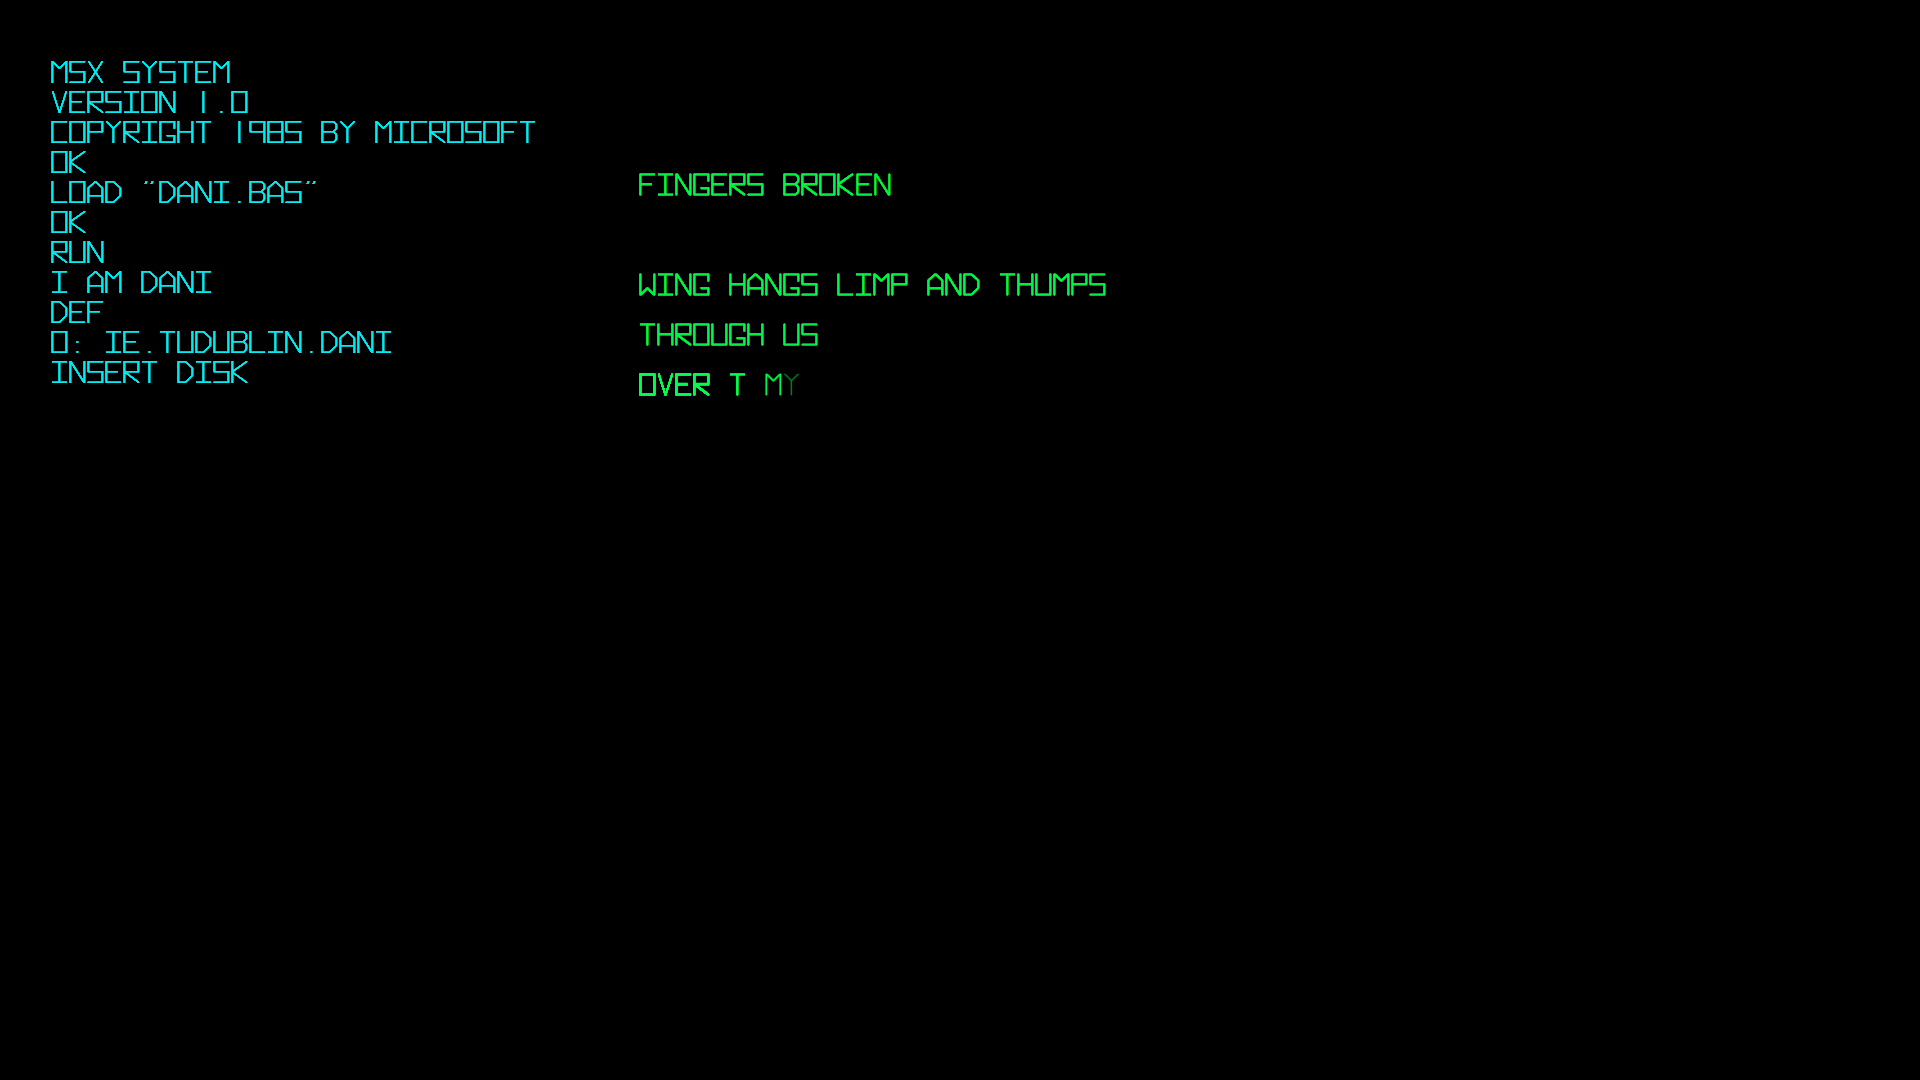 MSX SYSTEM
VERSION 1.0
COPYRIGHT 1985 BY MICROSOFT
OK
LOAD "DANI.BAS"
OK
RUN
I AM DANI
DEF
0: IE.TUDUBLIN.DANI
INSERT DISK
FINGERS BROKEN
WING HANGS LIMP AND THUMPS
THROUGH US
OVER T MY